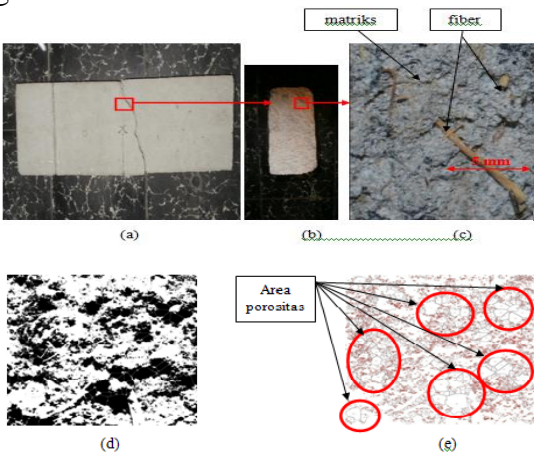 matriks
fiber
5 mm
(a)
(b)
(c)
Area
porositas
(d)
(e)